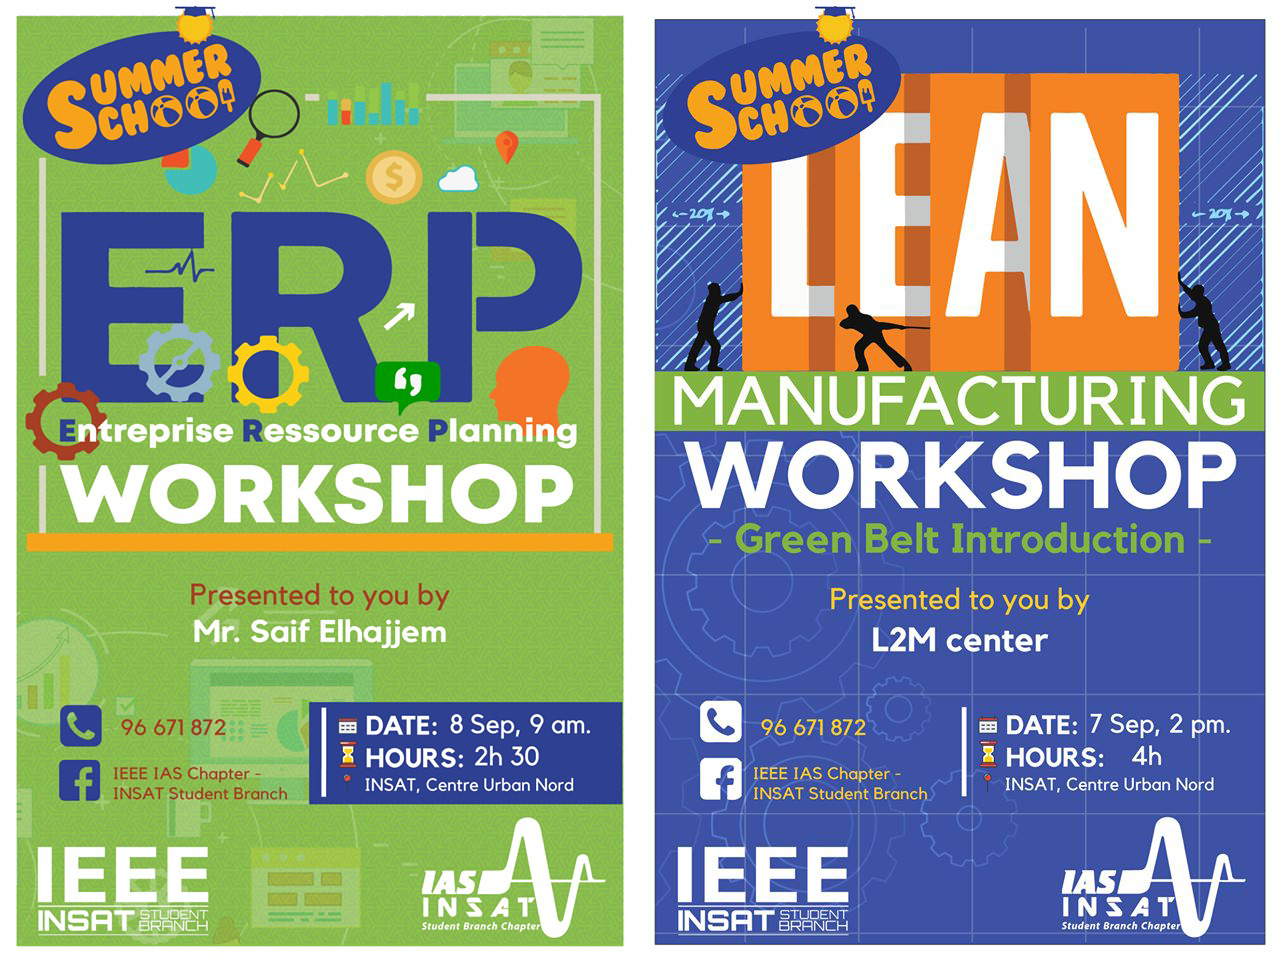 SUMMER
SCHOOL
$
ERP
Entreprise Ressource Planning
WORKSHOP
Presented to you by
Mr. Saif Elhajjem
96 671 872
IEEE IAS Chapter -
INSAT Student Branch
DATE: 8 Sep, 9 am.
HOURS: 2h 30
INSAT, Centre Urban Nord
IEEE
INSAT STUDENT
BRANCH
IAS
INSAT
Student Branch Chapter
SUMMER
SCHOOL
LEAN
MANUFACTURING
WORKSHOP
- Green Belt Introduction -
Presented to you by
L2M center
96 671 872
IEEE IAS Chapter -
INSAT Student Branch
DATE: 7 Sep, 2 pm.
HOURS: 4h
INSAT, Centre Urban Nord
IEEE
INSAT STUDENT
BRANCH
IAS
INSAT
Student Branch Chapter